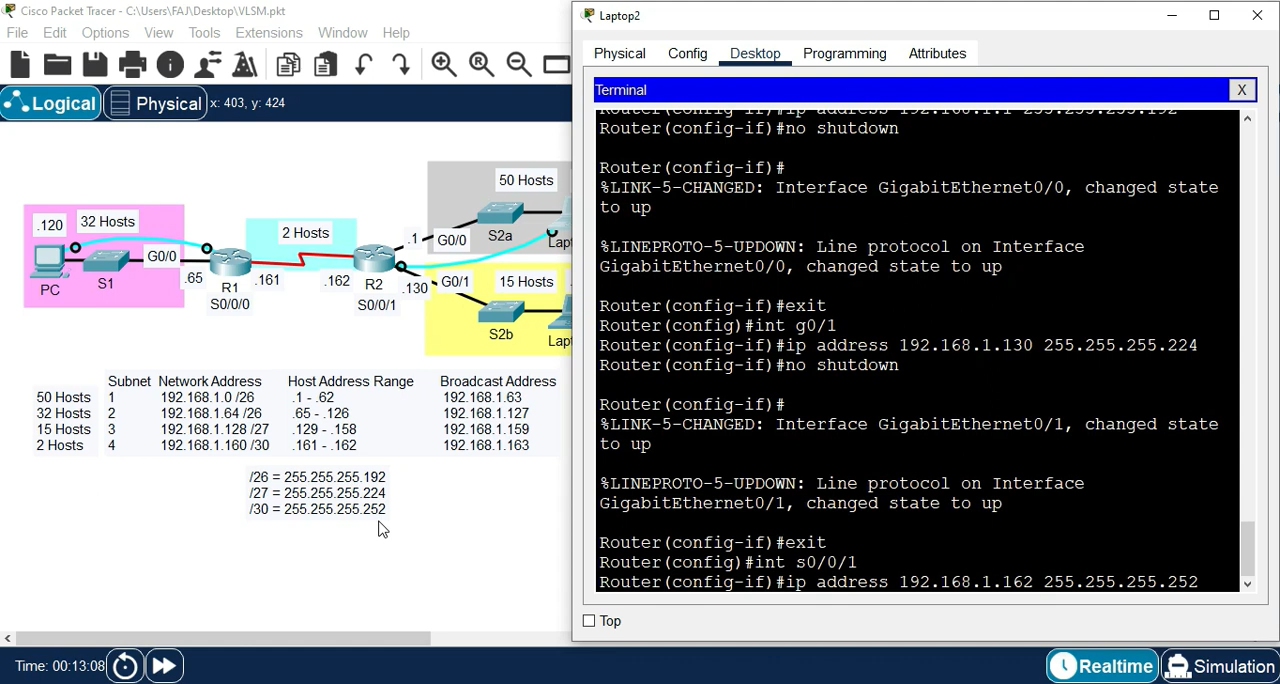 Cisco Packet Tracer - C:\Users\FAJ\Desktop\VLSM.pkt
File Edit Options View Tools Extensions Window Help
Logical Physical x: 403, y: 424
50 Hosts
.120 32 Hosts
2 Hosts
S2a
.1 G0/0
G0/0
PC S1
.65
R1
S0/0/0
.161
.162
R2
S0/0/1
.130 G0/1
15 Hosts
S2b
Subnet Network Address Host Address Range Broadcast Address
50 Hosts 1 192.168.1.0 /26 .1 - .62 192.168.1.63
32 Hosts 2 192.168.1.64 /26 .65 - .126 192.168.1.127
15 Hosts 3 192.168.1.128 /27 .129 - .158 192.168.1.159
2 Hosts 4 192.168.1.160 /30 .161 - .162 192.168.1.163
/26 = 255.255.255.192
/27 = 255.255.255.224
/30 = 255.255.255.252
Time: 00:13:08
Realtime Simulation
Laptop2
Physical Config Desktop Programming Attributes
Terminal X
Router(config-if)#ip address 192.168.1.1 255.255.255.192
Router(config-if)#no shutdown
Router(config-if)#
%LINK-5-CHANGED: Interface GigabitEthernet0/0, changed state
to up
%LINEPROTO-5-UPDOWN: Line protocol on Interface
GigabitEthernet0/0, changed state to up
Router(config-if)#exit
Router(config)#int g0/1
Router(config-if)#ip address 192.168.1.130 255.255.255.224
Router(config-if)#no shutdown
Router(config-if)#
%LINK-5-CHANGED: Interface GigabitEthernet0/1, changed state
to up
%LINEPROTO-5-UPDOWN: Line protocol on Interface
GigabitEthernet0/1, changed state to up
Router(config-if)#exit
Router(config)#int s0/0/1
Router(config-if)#ip address 192.168.1.162 255.255.255.252
Top